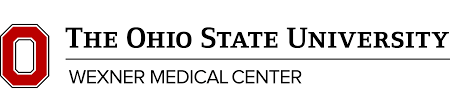 The Ohio State University
WEXNER MEDICAL CENTER